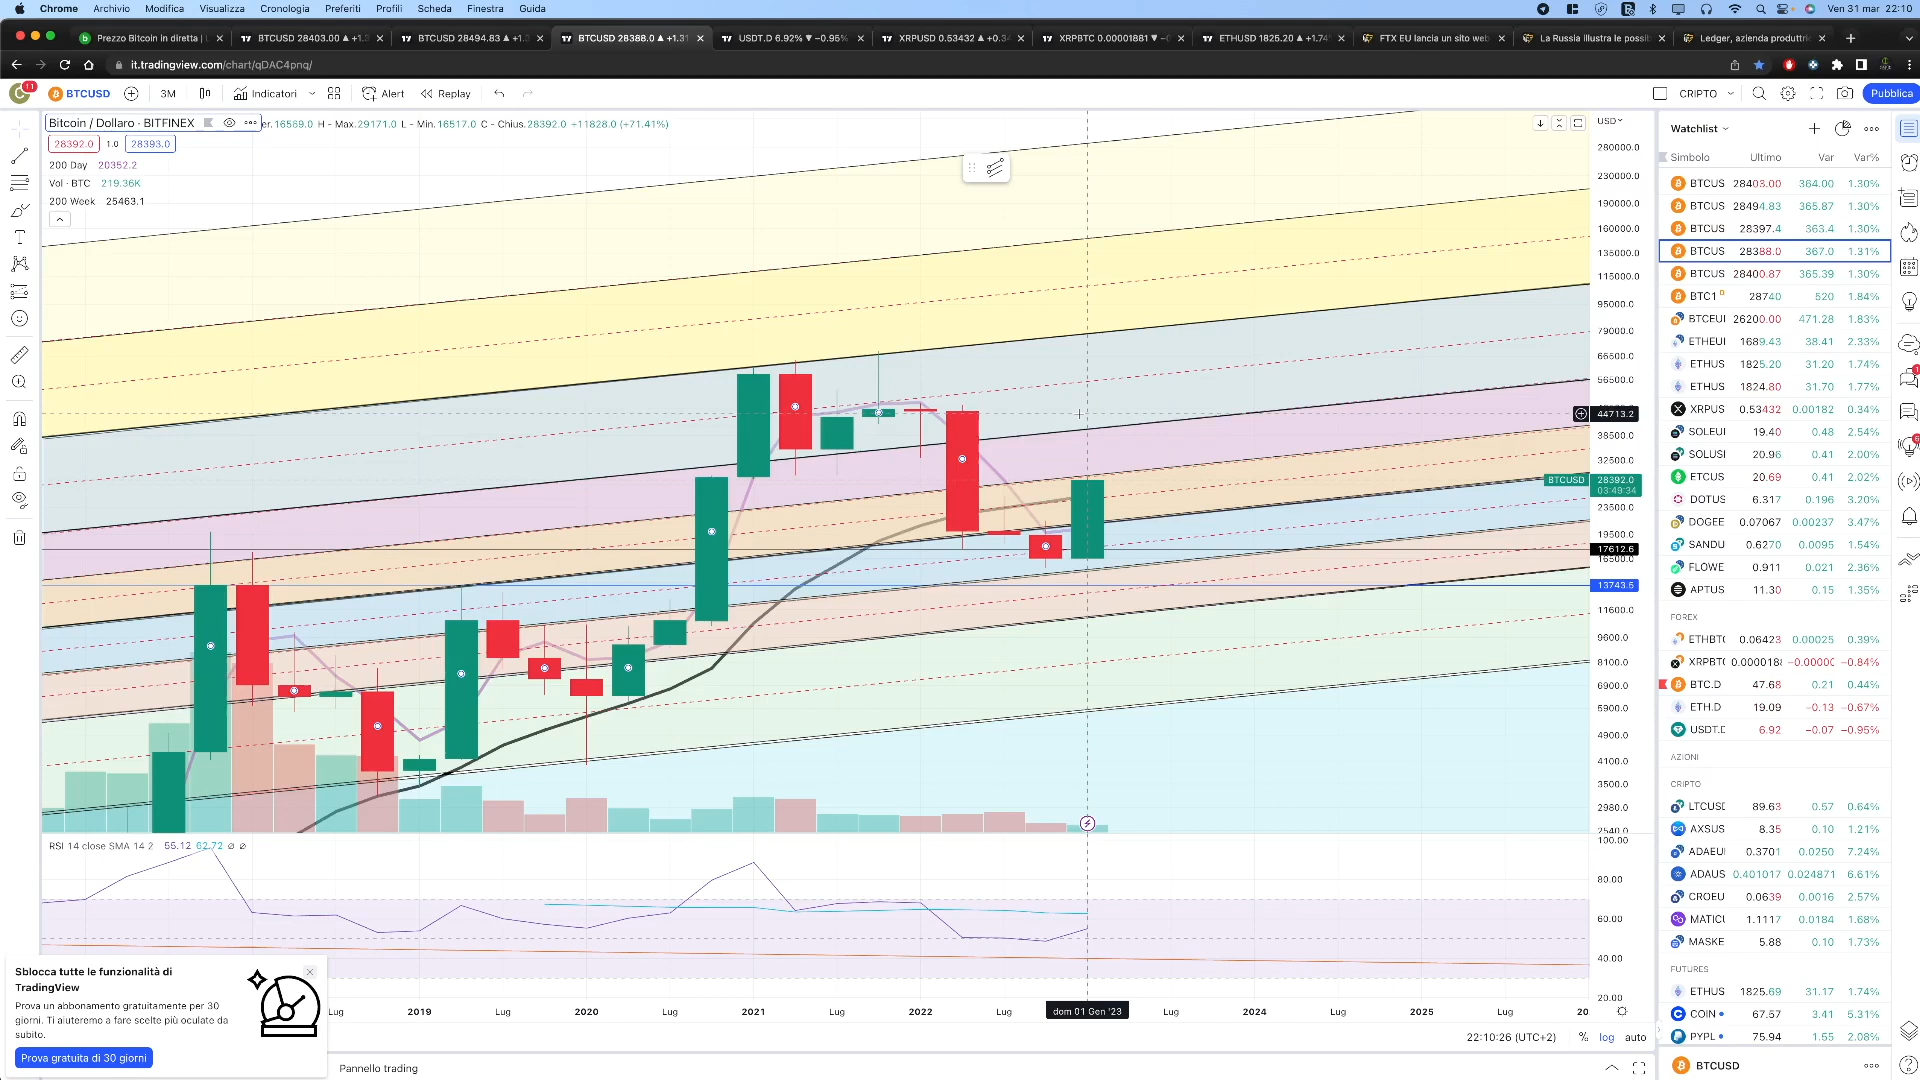 Chrome Archivio Modifica Visualizza Cronologia Preferiti Profili Scheda Finestra Guida
Ven 31 mar 22:10
Prezzo Bitcoin in diretta |
BTCUSD 28403.00 ▲ +1.3
BTCUSD 28494.83 ▲ +1.
BTCUSD 28388.0 ▲ +1.31
USDT.D 6.92% ▼ −0.95%
XRPUSD 0.53432 ▲ +0.3
XRPBTC 0.00001881 ▼ −
ETHUSD 1825.20 ▲ +1.74
FTX EU lancia un sito web
La Russia illustra le possib
Ledger, azienda produttri
it.tradingview.com/chart/qDAC4pnq/
11
BTCUSD 3M Indicatori Alert Replay
CRIPTO Pubblica
Bitcoin / Dollaro · BITFINEX
er. 16569.0 H - Max. 29171.0 L - Min. 16517.0 C - Chius. 28392.0 +11828.0 (+71.41%)
28392.0 1.0 28393.0
200 Day 20352.2
Vol · BTC 219.36K
200 Week 25463.1
USD
280000.0
230000.0
190000.0
160000.0
135000.0
115000.0
95000.0
79000.0
66500.0
56500.0
44713.2
38500.0
32500.0
BTCUSD 28392.0
03:49:34
23500.0
19500.0
17612.6
13743.5
11600.0
9600.0
8100.0
6900.0
5900.0
4900.0
4100.0
3500.0
2980.0
2540.0
RSI 14 close SMA 14 2 55.12 62.72 ∅ ∅
100.00
80.00
60.00
40.00
20.00
Lug 2019 Lug 2020 Lug 2021 Lug 2022 Lug dom 01 Gen '23 Lug 2024 Lug 2025 Lug 20
22:10:26 (UTC+2) % log auto
Sblocca tutte le funzionalità di
TradingView
Prova un abbonamento gratuitamente per 30
giorni. Ti aiuteremo a fare scelte più oculate da
subito.
Prova gratuita di 30 giorni
Pannello trading
Watchlist
Simbolo Ultimo Var Var%
BTCUS 28403.00 364.00 1.30%
BTCUS 28494.83 365.87 1.30%
BTCUS 28397.4 363.4 1.30%
BTCUS 28388.0 367.0 1.31%
BTCUS 28400.87 365.39 1.30%
BTC1 D 28740 520 1.84%
BTCEUI 26200.00 471.28 1.83%
ETHEUI 1689.43 38.41 2.33%
ETHUS 1825.20 31.20 1.74%
ETHUS 1824.80 31.70 1.77%
XRPUS 0.53432 0.00182 0.34%
SOLEUI 19.40 0.48 2.54%
SOLUSI 20.96 0.41 2.00%
ETCUS 20.69 0.41 2.02%
DOTUS 6.317 0.196 3.20%
DOGEE 0.07067 0.00237 3.47%
SANDU 0.6270 0.0095 1.54%
FLOWE 0.911 0.021 2.36%
APTUS 11.30 0.15 1.35%
FOREX
ETHBT 0.06423 0.00025 0.39%
XRPBT 0.0000188 −0.0000 −0.84%
BTC.D 47.68 0.21 0.44%
ETH.D 19.09 −0.13 −0.67%
USDT.D 6.92 −0.07 −0.95%
AZIONI
CRIPTO
LTCUSD 89.63 0.57 0.64%
AXSUS 8.35 0.10 1.21%
ADAEUI 0.3701 0.0250 7.24%
ADAUS 0.401017 0.024871 6.61%
CROEU 0.0639 0.0016 2.57%
MATICU 1.1117 0.0184 1.68%
MASKE 5.88 0.10 1.73%
FUTURES
ETHUS 1825.69 31.17 1.74%
COIN 67.57 3.41 5.31%
PYPL 75.94 1.55 2.08%
BTCUSD